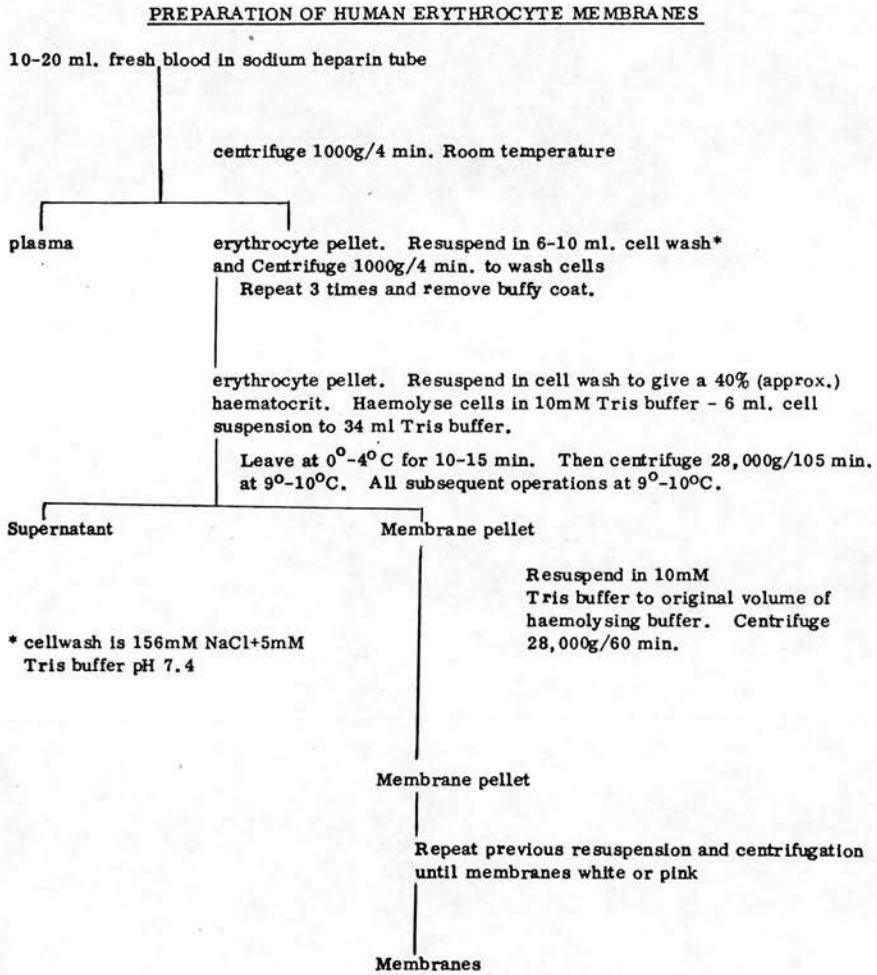 PREPARATION OF HUMAN ERYTHROCYTE MEMBRANES
10-20 ml. fresh blood in sodium heparin tube
centrifuge 1000g/4 min. Room temperature
plasma
erythrocyte pellet. Resuspend in 6-10 ml. cell wash*
and Centrifuge 1000g/4 min. to wash cells
Repeat 3 times and remove buffy coat.
erythrocyte pellet. Resuspend in cell wash to give a 40% (approx.)
haematocrit. Haemolyse cells in 10mM Tris buffer - 6 ml. cell
suspension to 34 ml Tris buffer.
Leave at 0°-4°C for 10-15 min. Then centrifuge 28,000g/105 min.
at 9°-10°C. All subsequent operations at 9°-10°C.
Supernatant
Membrane pellet
Resuspend in 10mM
Tris buffer to original volume of
haemolysing buffer. Centrifuge
28,000g/60 min.
* cellwash is 156mM NaCl+5mM
Tris buffer pH 7.4
Membrane pellet
Repeat previous resuspension and centrifugation
until membranes white or pink
Membranes